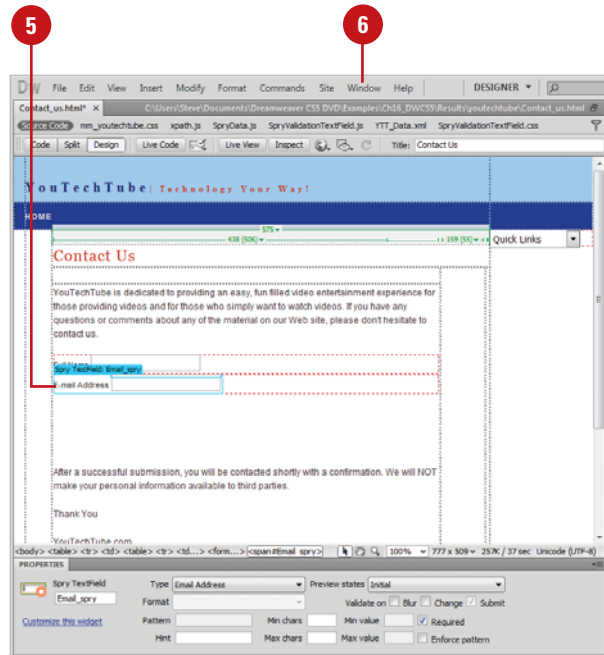 5 6
DW File Edit View Insert Modify Format Commands Site Window Help DESIGNER
Contact_us.html* × C:\Users\Steve\Documents\Dreamweaver CS5 DVD\Examples\Ch16_DWCS5\Results\youtechtube\Contact_us.html
Source Code mm_youtechtube.css xpath.js SpryData.js SpryValidationTextField.js YTT_Data.xml SpryValidationTextField.css
Code Split Design Live Code Live View Inspect Title: Contact Us
YouTechTube| Technology Your Way!
HOME
575
438 (506) 159 (55) Quick Links
Contact Us
YouTechTube is dedicated to providing an easy, fun filled video entertainment experience for
those providing videos and for those who simply want to watch videos. If you have any
questions or comments about any of the material on our Web site, please don't hesitate to
contact us.
Spry TextField: Email_spry
E-mail Address
After a successful submission, you will be contacted shortly with a confirmation. We will NOT
make your personal information available to third parties.
Thank You
YouTechTube.com
<body> <table> <tr> <td> <table> <tr> <td...> <form...> <span#Email_spry> 100% 777 x 509 257K / 37 sec Unicode (UTF-8)
PROPERTIES
Spry TextField Type Email Address Preview states Initial
Email_spry Format Validate on Blur Change Submit
Customize this widget Pattern Min chars Min value Required
Hint Max chars Max value Enforce pattern